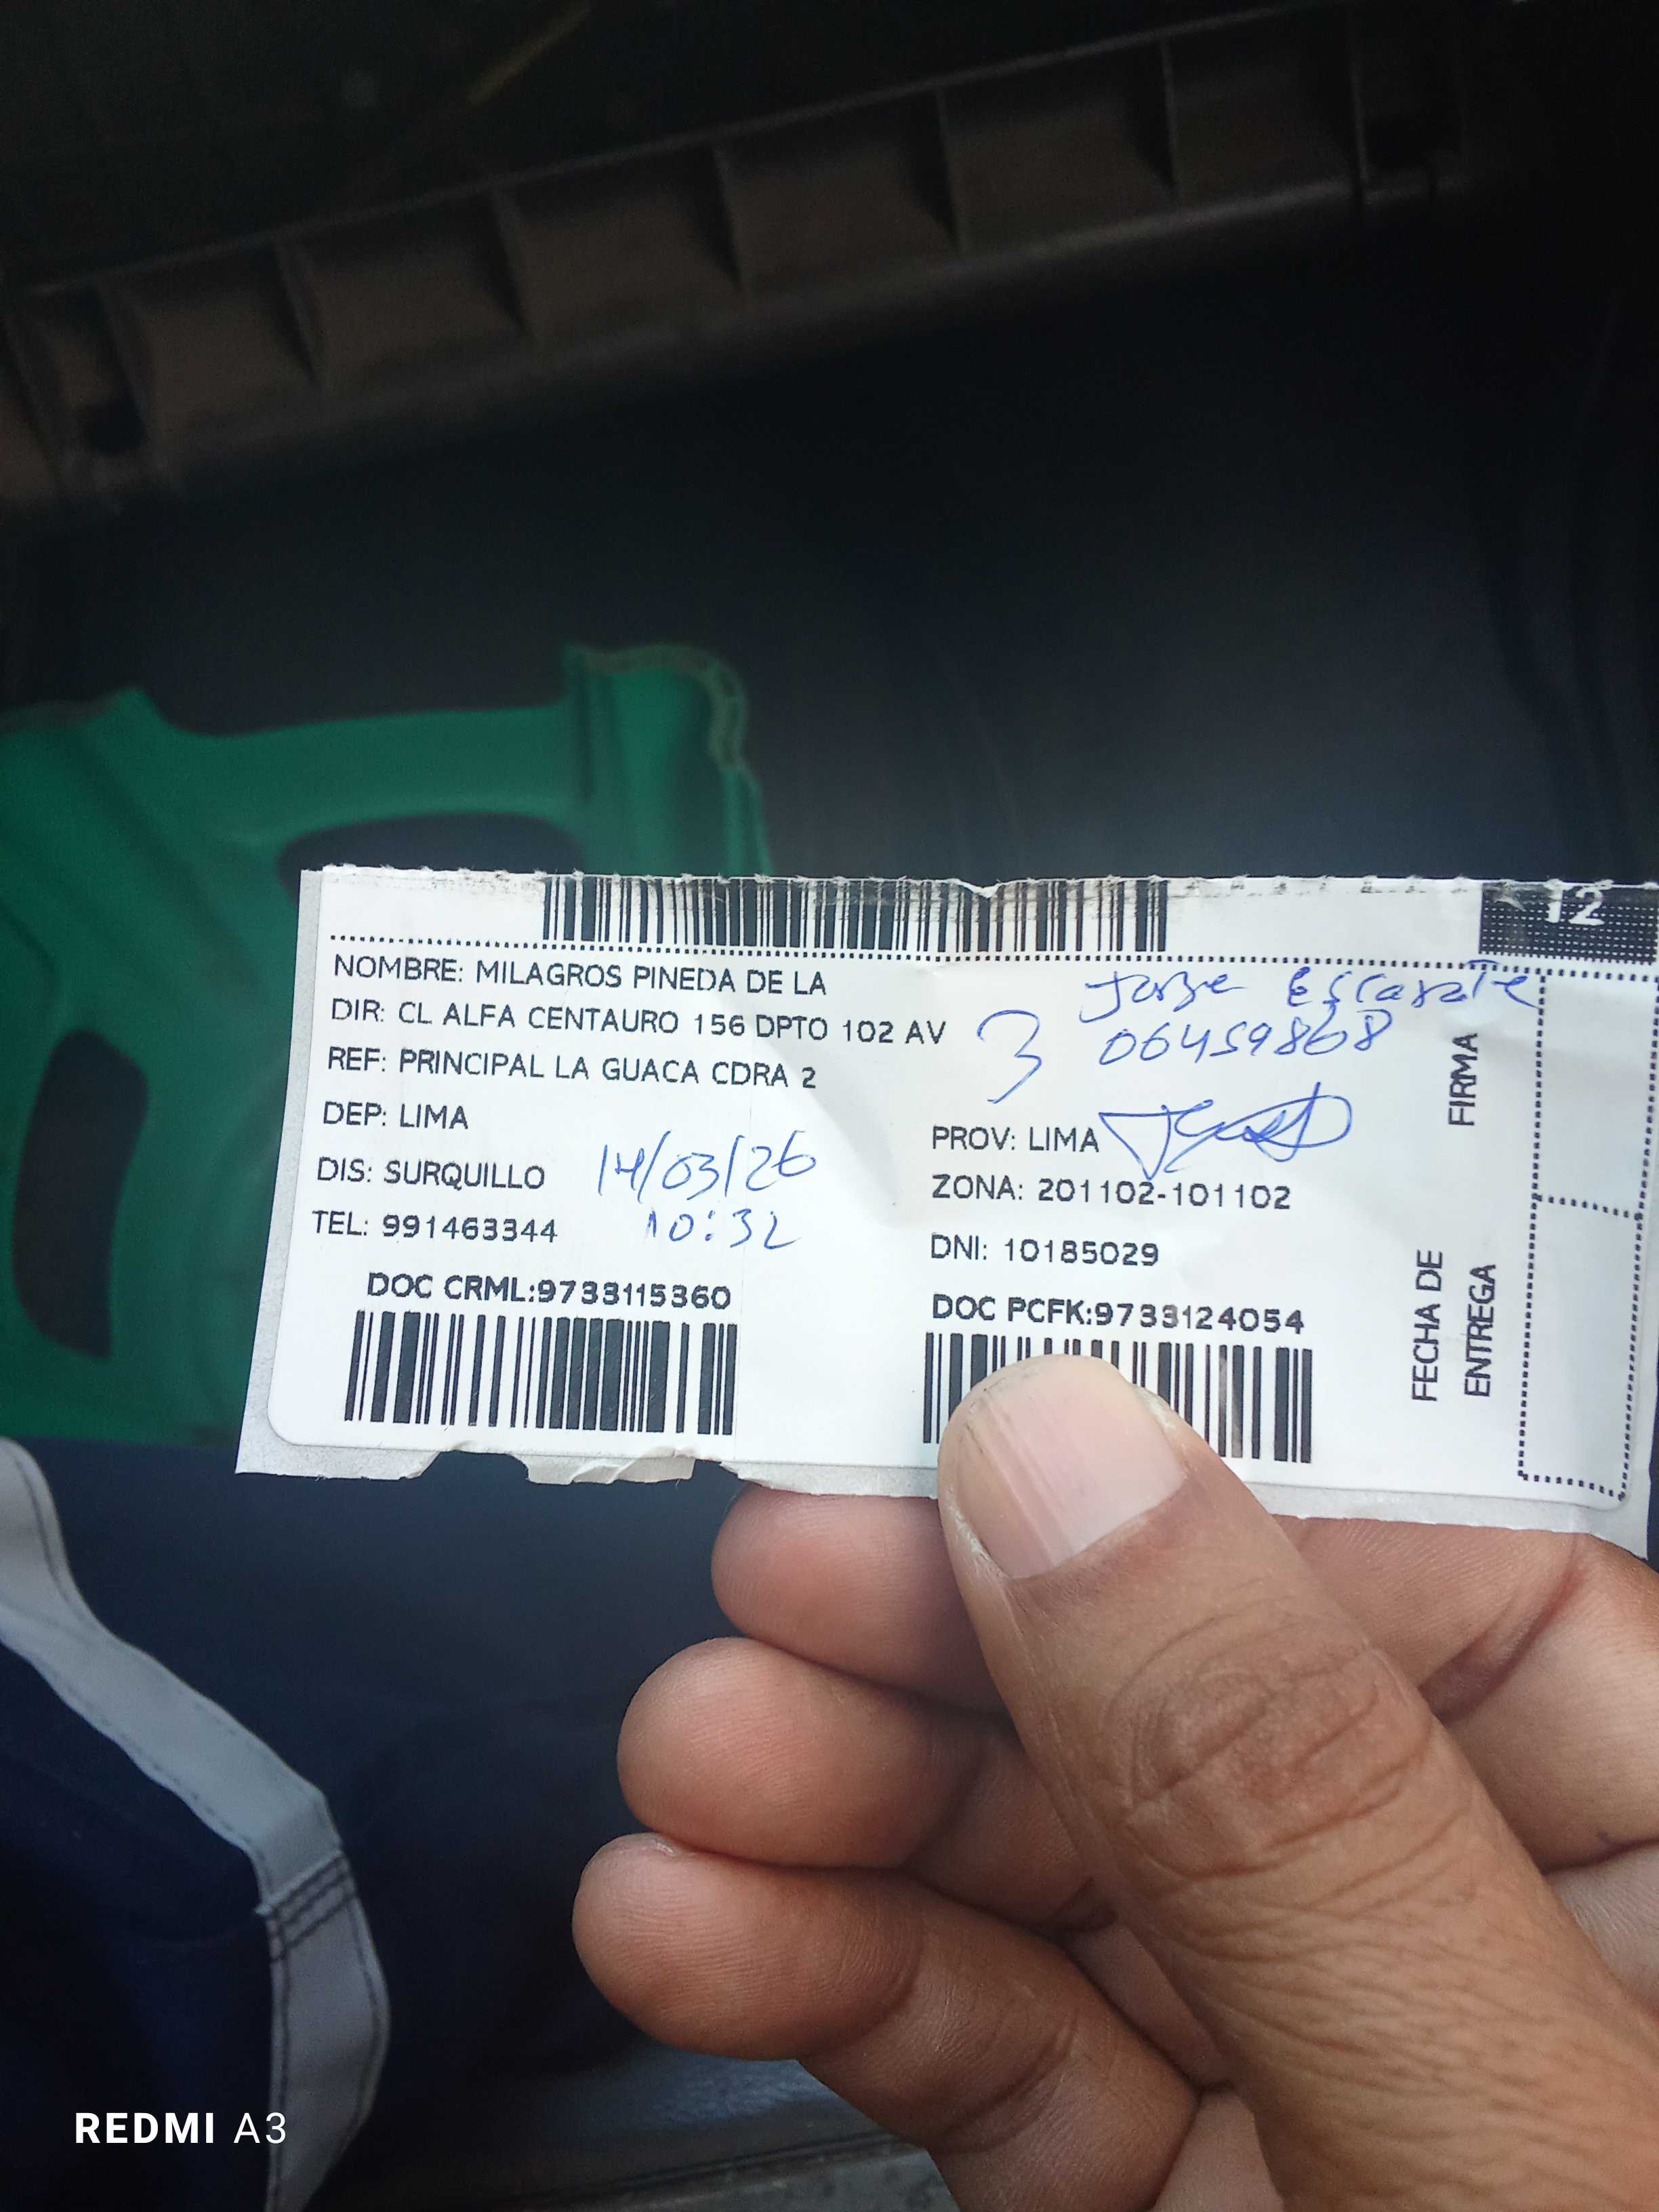 12
NOMBRE: MILAGROS PINEDA DE LA
DIR: CL ALFA CENTAURO 156 DPTO 102 AV
REF: PRINCIPAL LA GUACA CDRA 2
DEP: LIMA
DIS: SURQUILLO
TEL: 991463344
14/03/26
10:32
3
Jorge Escarate
06459868
PROV: LIMA
ZONA: 201102-101102
DNI: 10185029
DOC CRML:9733115360
DOC PCFK:9733124054
FIRMA
FECHA DE
ENTREGA
REDMI A3